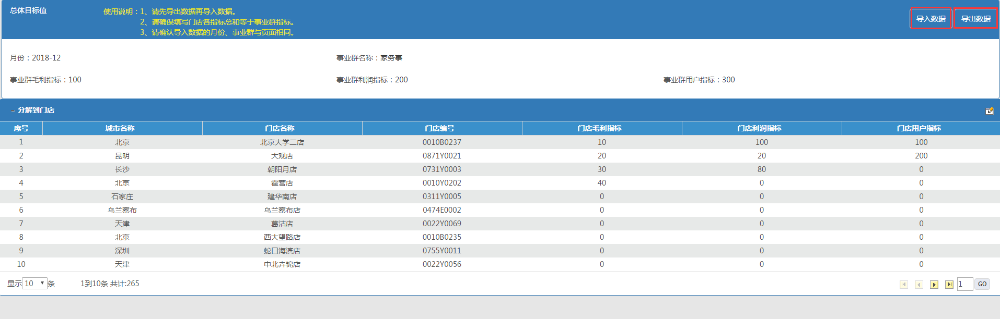 总体目标值
使用说明：1、请先导出数据再导入数据。
2、请确保填写门店各指标总和等于事业群指标。
3、请确认导入数据的月份、事业群与页面相同。
导入数据 导出数据
月份：2018-12 事业群名称：家务事
事业群毛利指标：100 事业群利润指标：200 事业群用户指标：300
分解到门店
序号 城市名称 门店名称 门店编号 门店毛利指标 门店利润指标 门店用户指标
1 北京 北京大学二店 0010B0237 10 100 100
2 昆明 大观店 0871Y0021 20 20 200
3 长沙 朝阳月店 0731Y0003 30 80 0
4 北京 霍营店 0010Y0202 40 0 0
5 石家庄 建华南店 0311Y0005 0 0 0
6 乌兰察布 乌兰察布店 0474E0002 0 0 0
7 天津 葛沽店 0022Y0069 0 0 0
8 北京 西大望路店 0010B0235 0 0 0
9 深圳 蛇口海滨店 0755Y0011 0 0 0
10 天津 中北卉锦店 0022Y0056 0 0 0
显示 10 条 1到10条 共计:265 1 GO